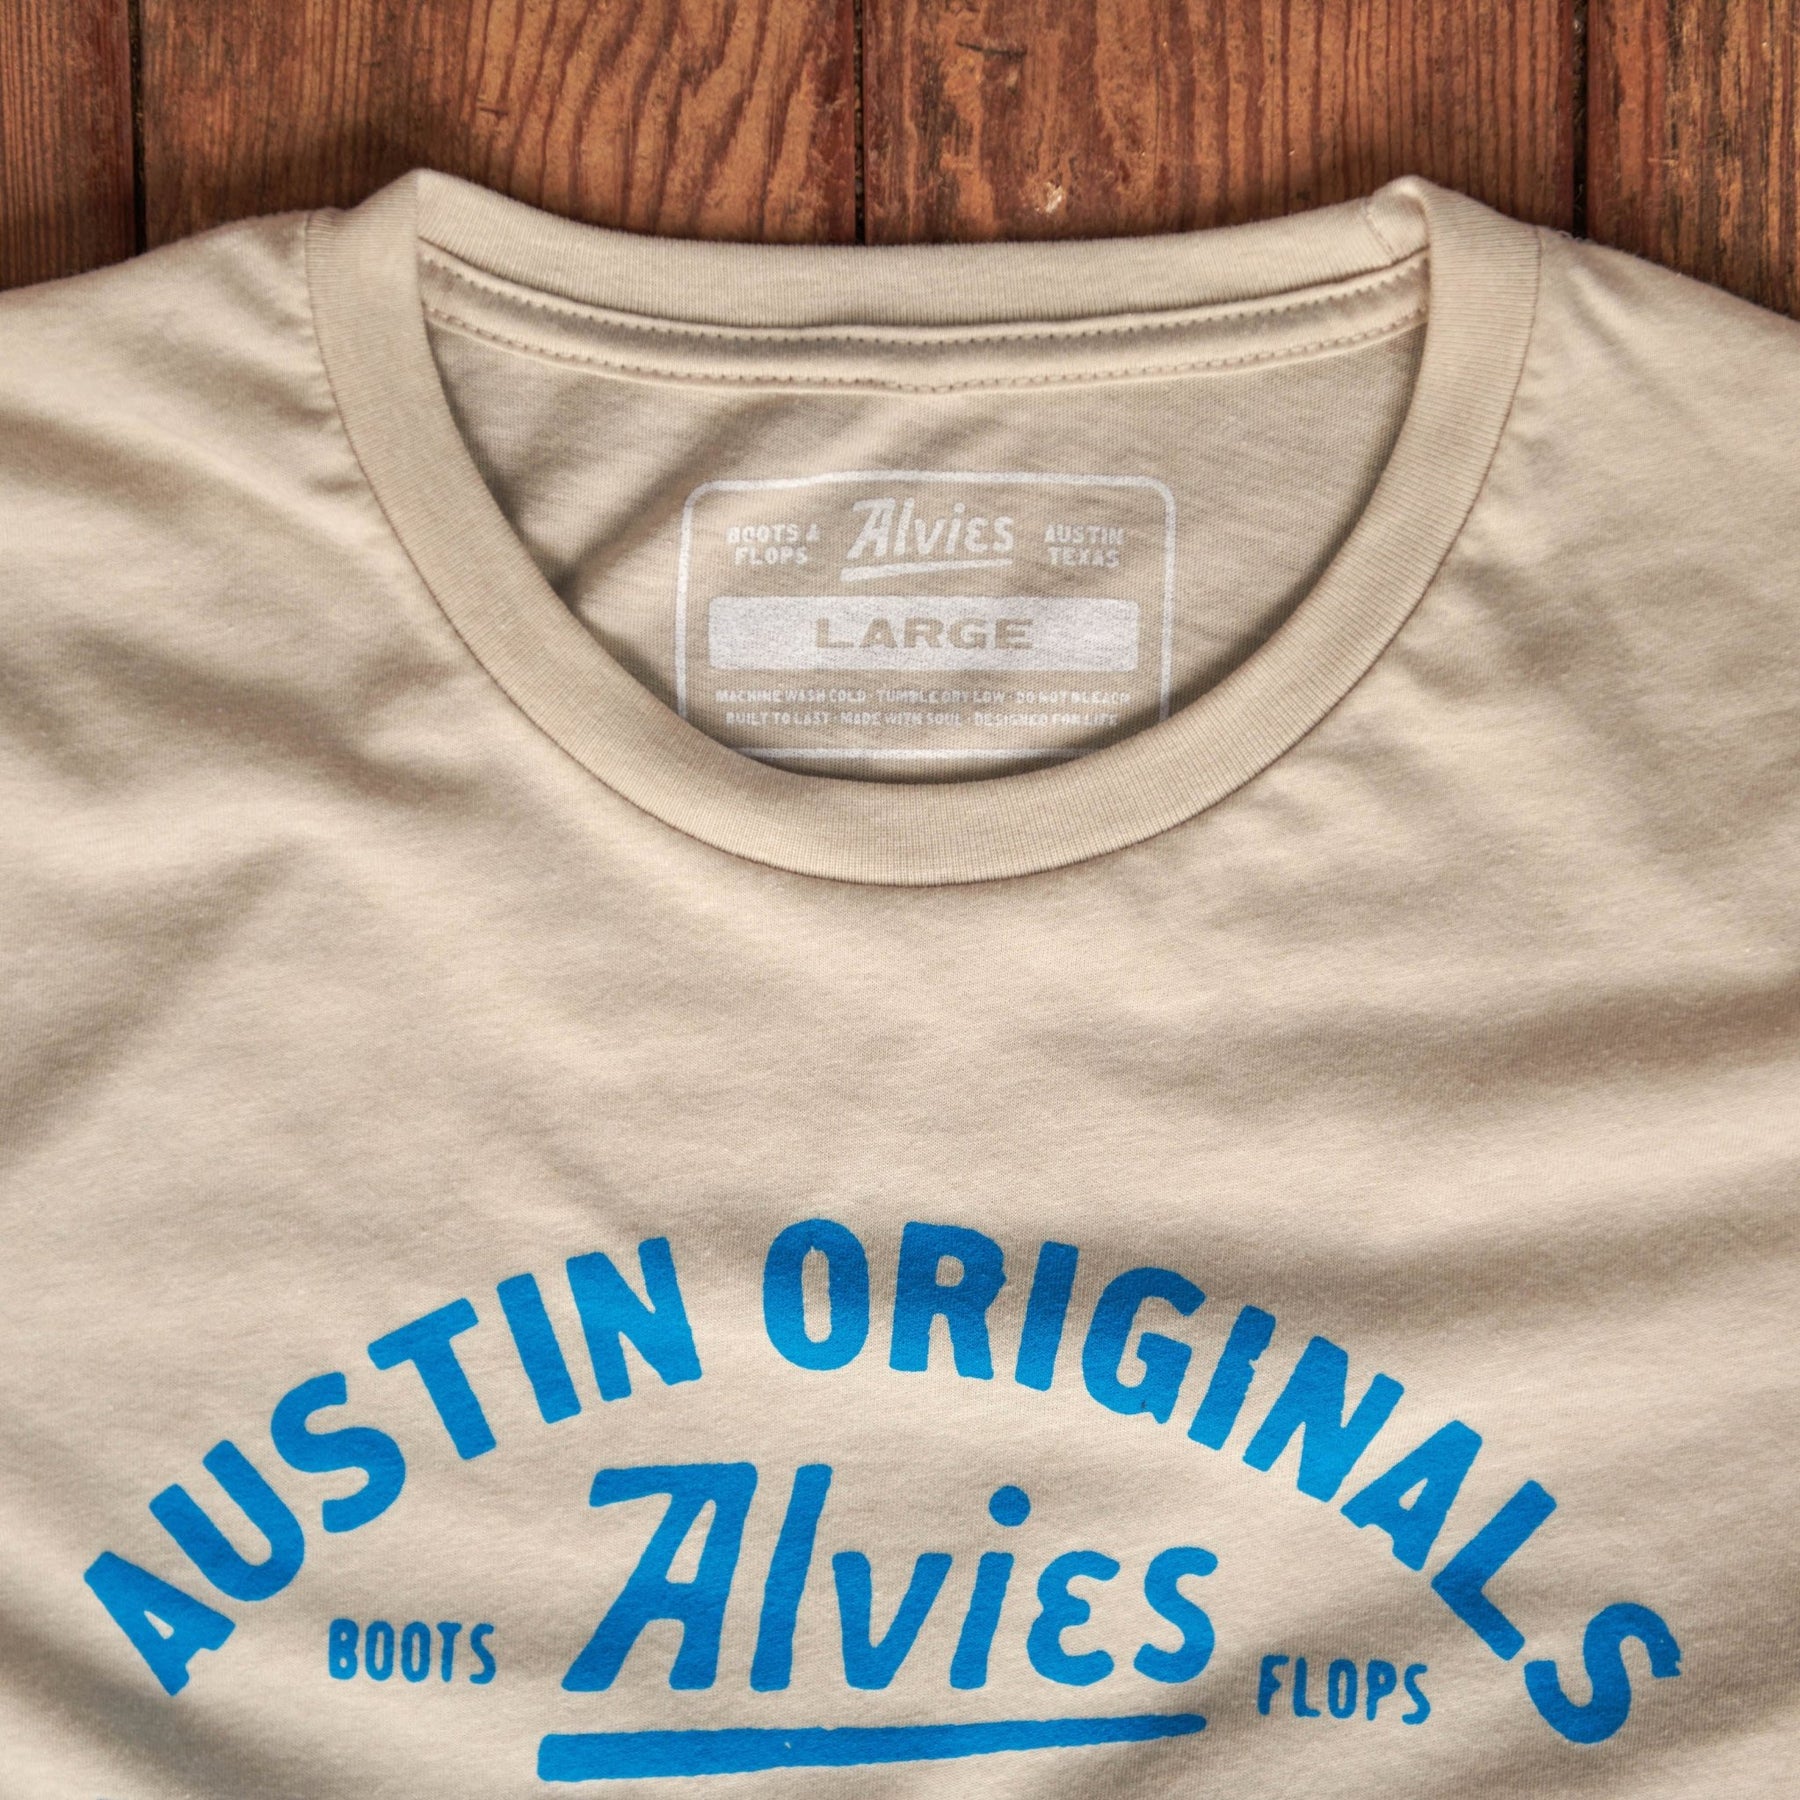 BOOTS & FLOPS
Alvies
AUSTIN TEXAS
LARGE
MACHINE WASH COLD · TUMBLE DRY LOW · DO NOT BLEACH
BUILT TO LAST · MADE WITH SOUL · DESIGNED FOR LIFE
AUSTIN ORIGINALS
BOOTS Alvies FLOPS